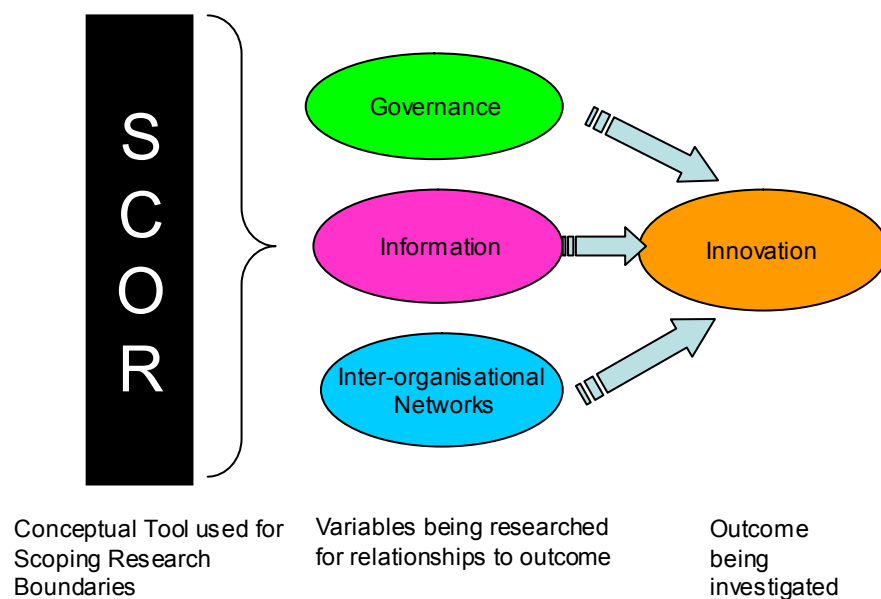 S
C
O
R
Governance
Information
Innovation
Inter-organisational
Networks
Conceptual Tool used for
Scoping Research
Boundaries
Variables being researched
for relationships to outcome
Outcome
being
investigated